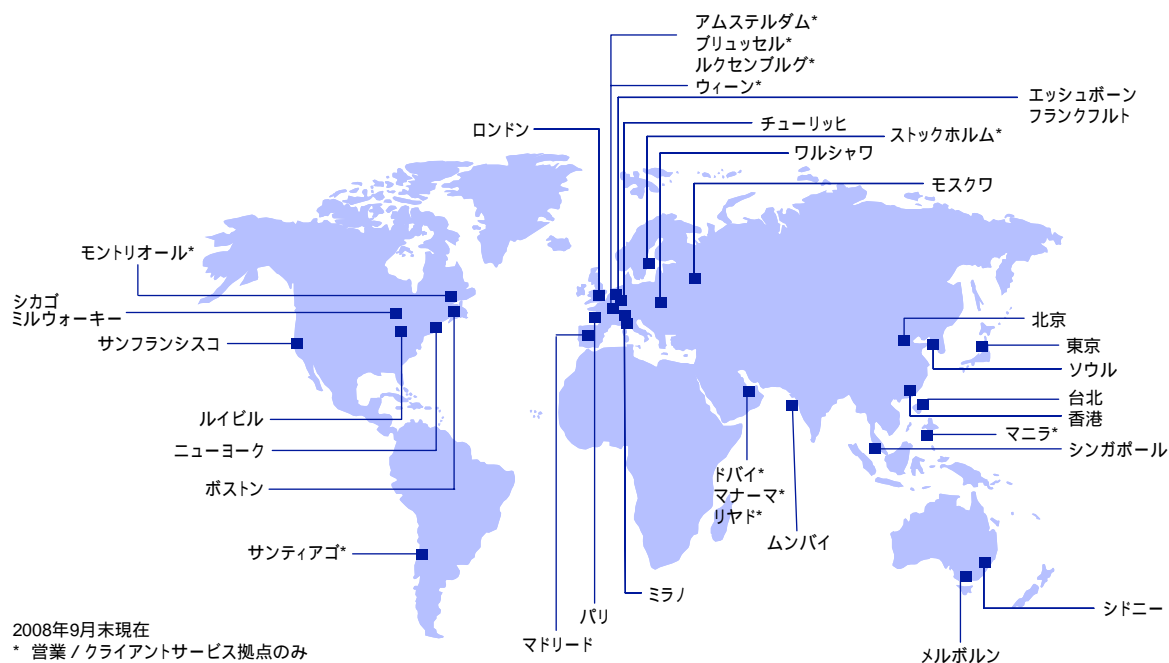 アムステルダム*
ブリュッセル*
ルクセンブルグ*
ウィーン*
エッシュボーン
フランクフルト
ロンドン
チューリッヒ
ストックホルム*
ワルシャワ
モスクワ
モントリオール*
シカゴ
ミルウォーキー
サンフランシスコ
北京
東京
ソウル
台北
香港
マニラ*
シンガポール
ルイビル
ニューヨーク
ボストン
ドバイ*
マナーマ*
リヤド*
ムンバイ
サンティアゴ*
ミラノ
パリ
マドリード
シドニー
メルボルン
2008年9月末現在
* 営業 / クライアントサービス拠点のみ